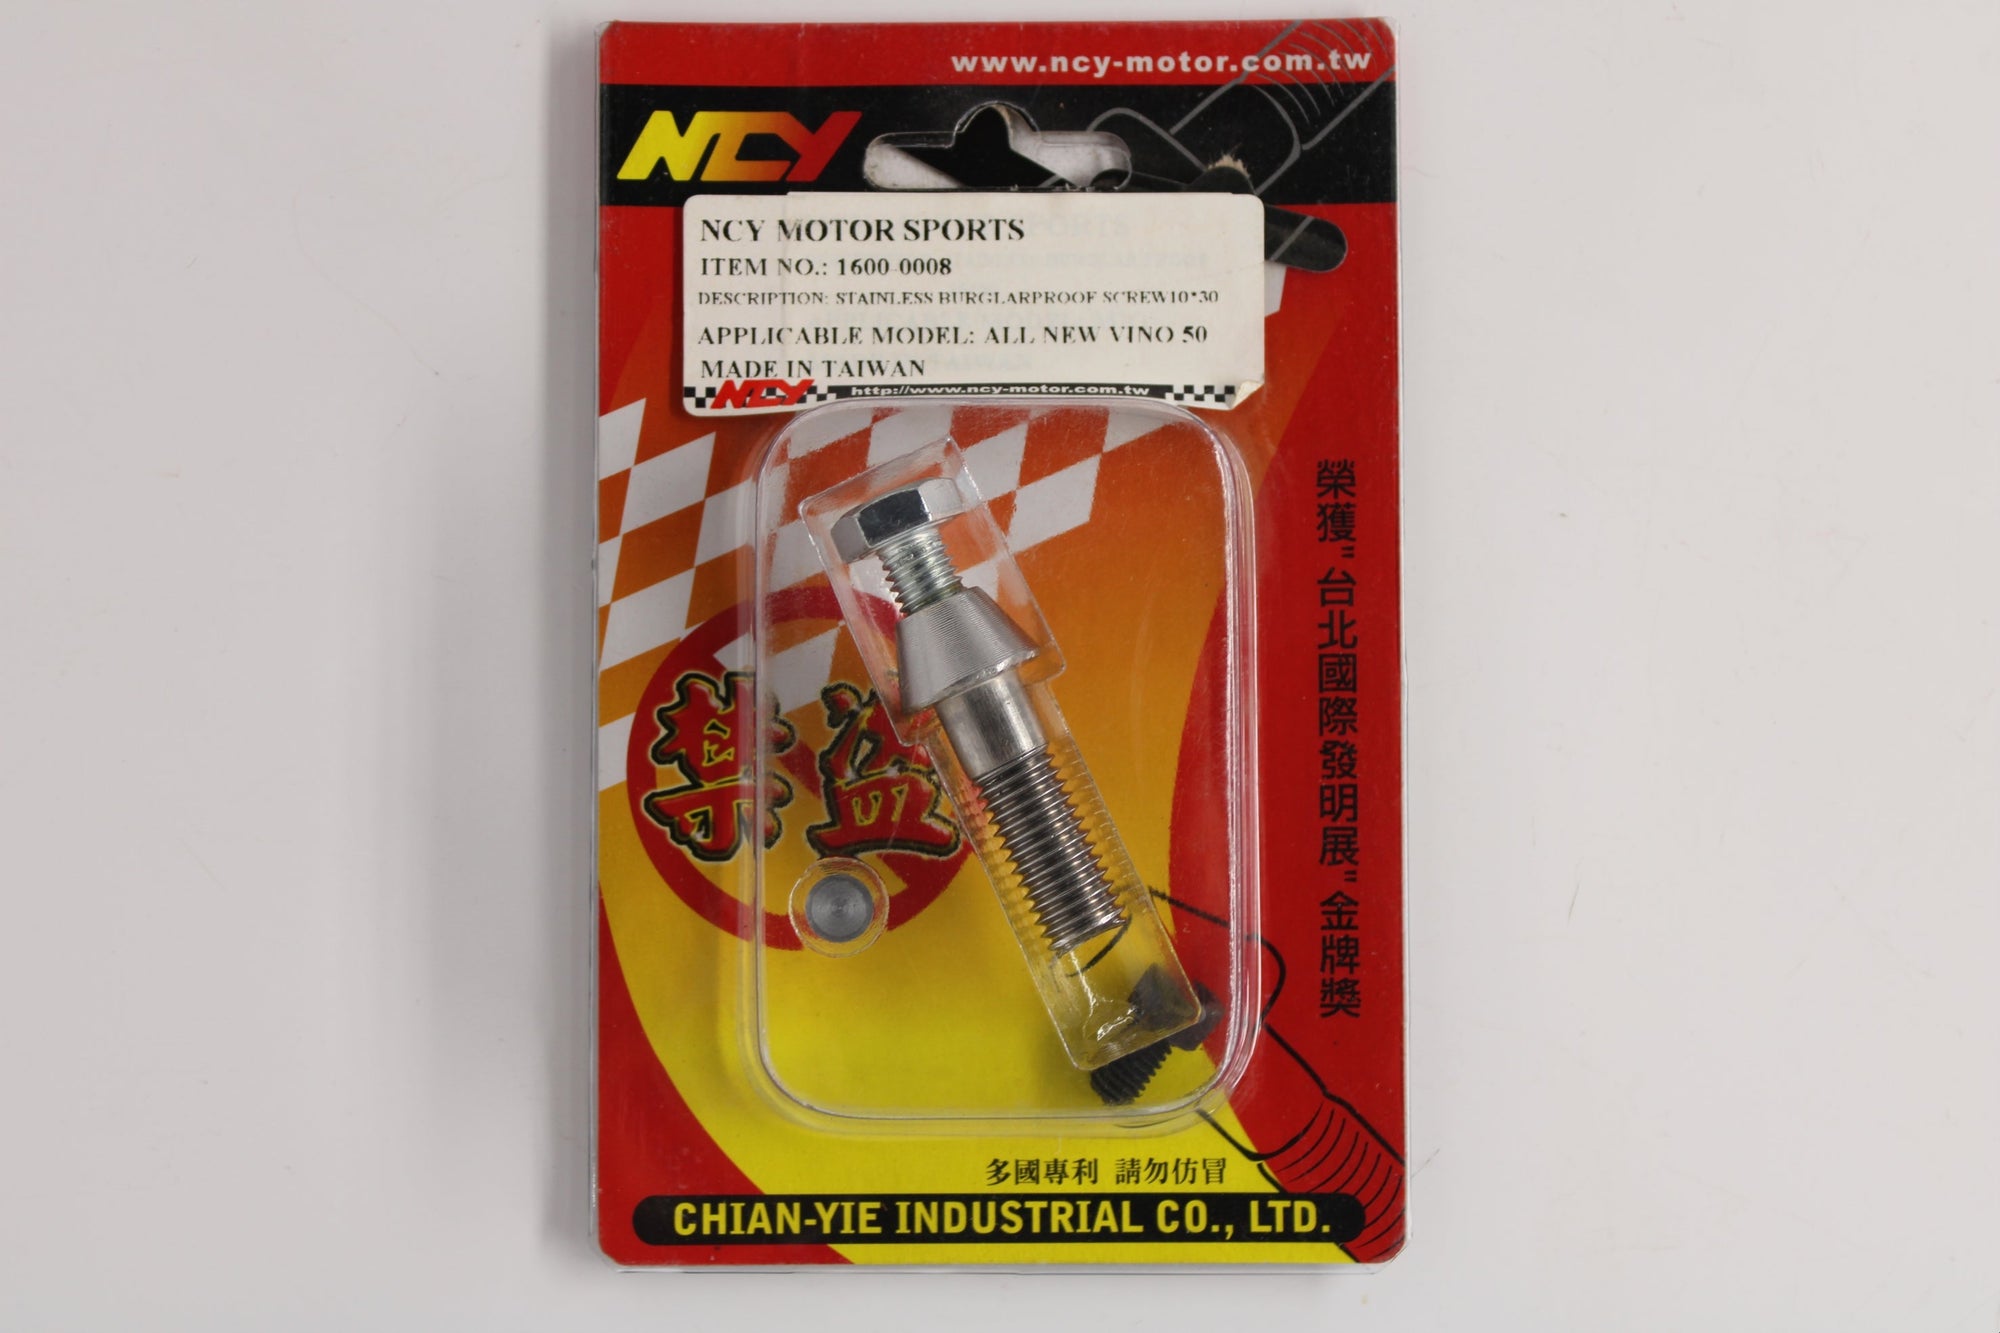 www.ncy-motor.com.tw
NCY
NCY MOTOR SPORTS
ITEM NO.: 1600-0008
DESCRIPTION: STAINLESS BURGLARPROOF SCREW10*30
APPLICABLE MODEL: ALL NEW VINO 50
MADE IN TAIWAN
NCY http://www.ncy-motor.com.tw
榮獲"台北國際發明展"金牌獎
禁盜
多國專利 請勿仿冒
CHIAN-YIE INDUSTRIAL CO., LTD.